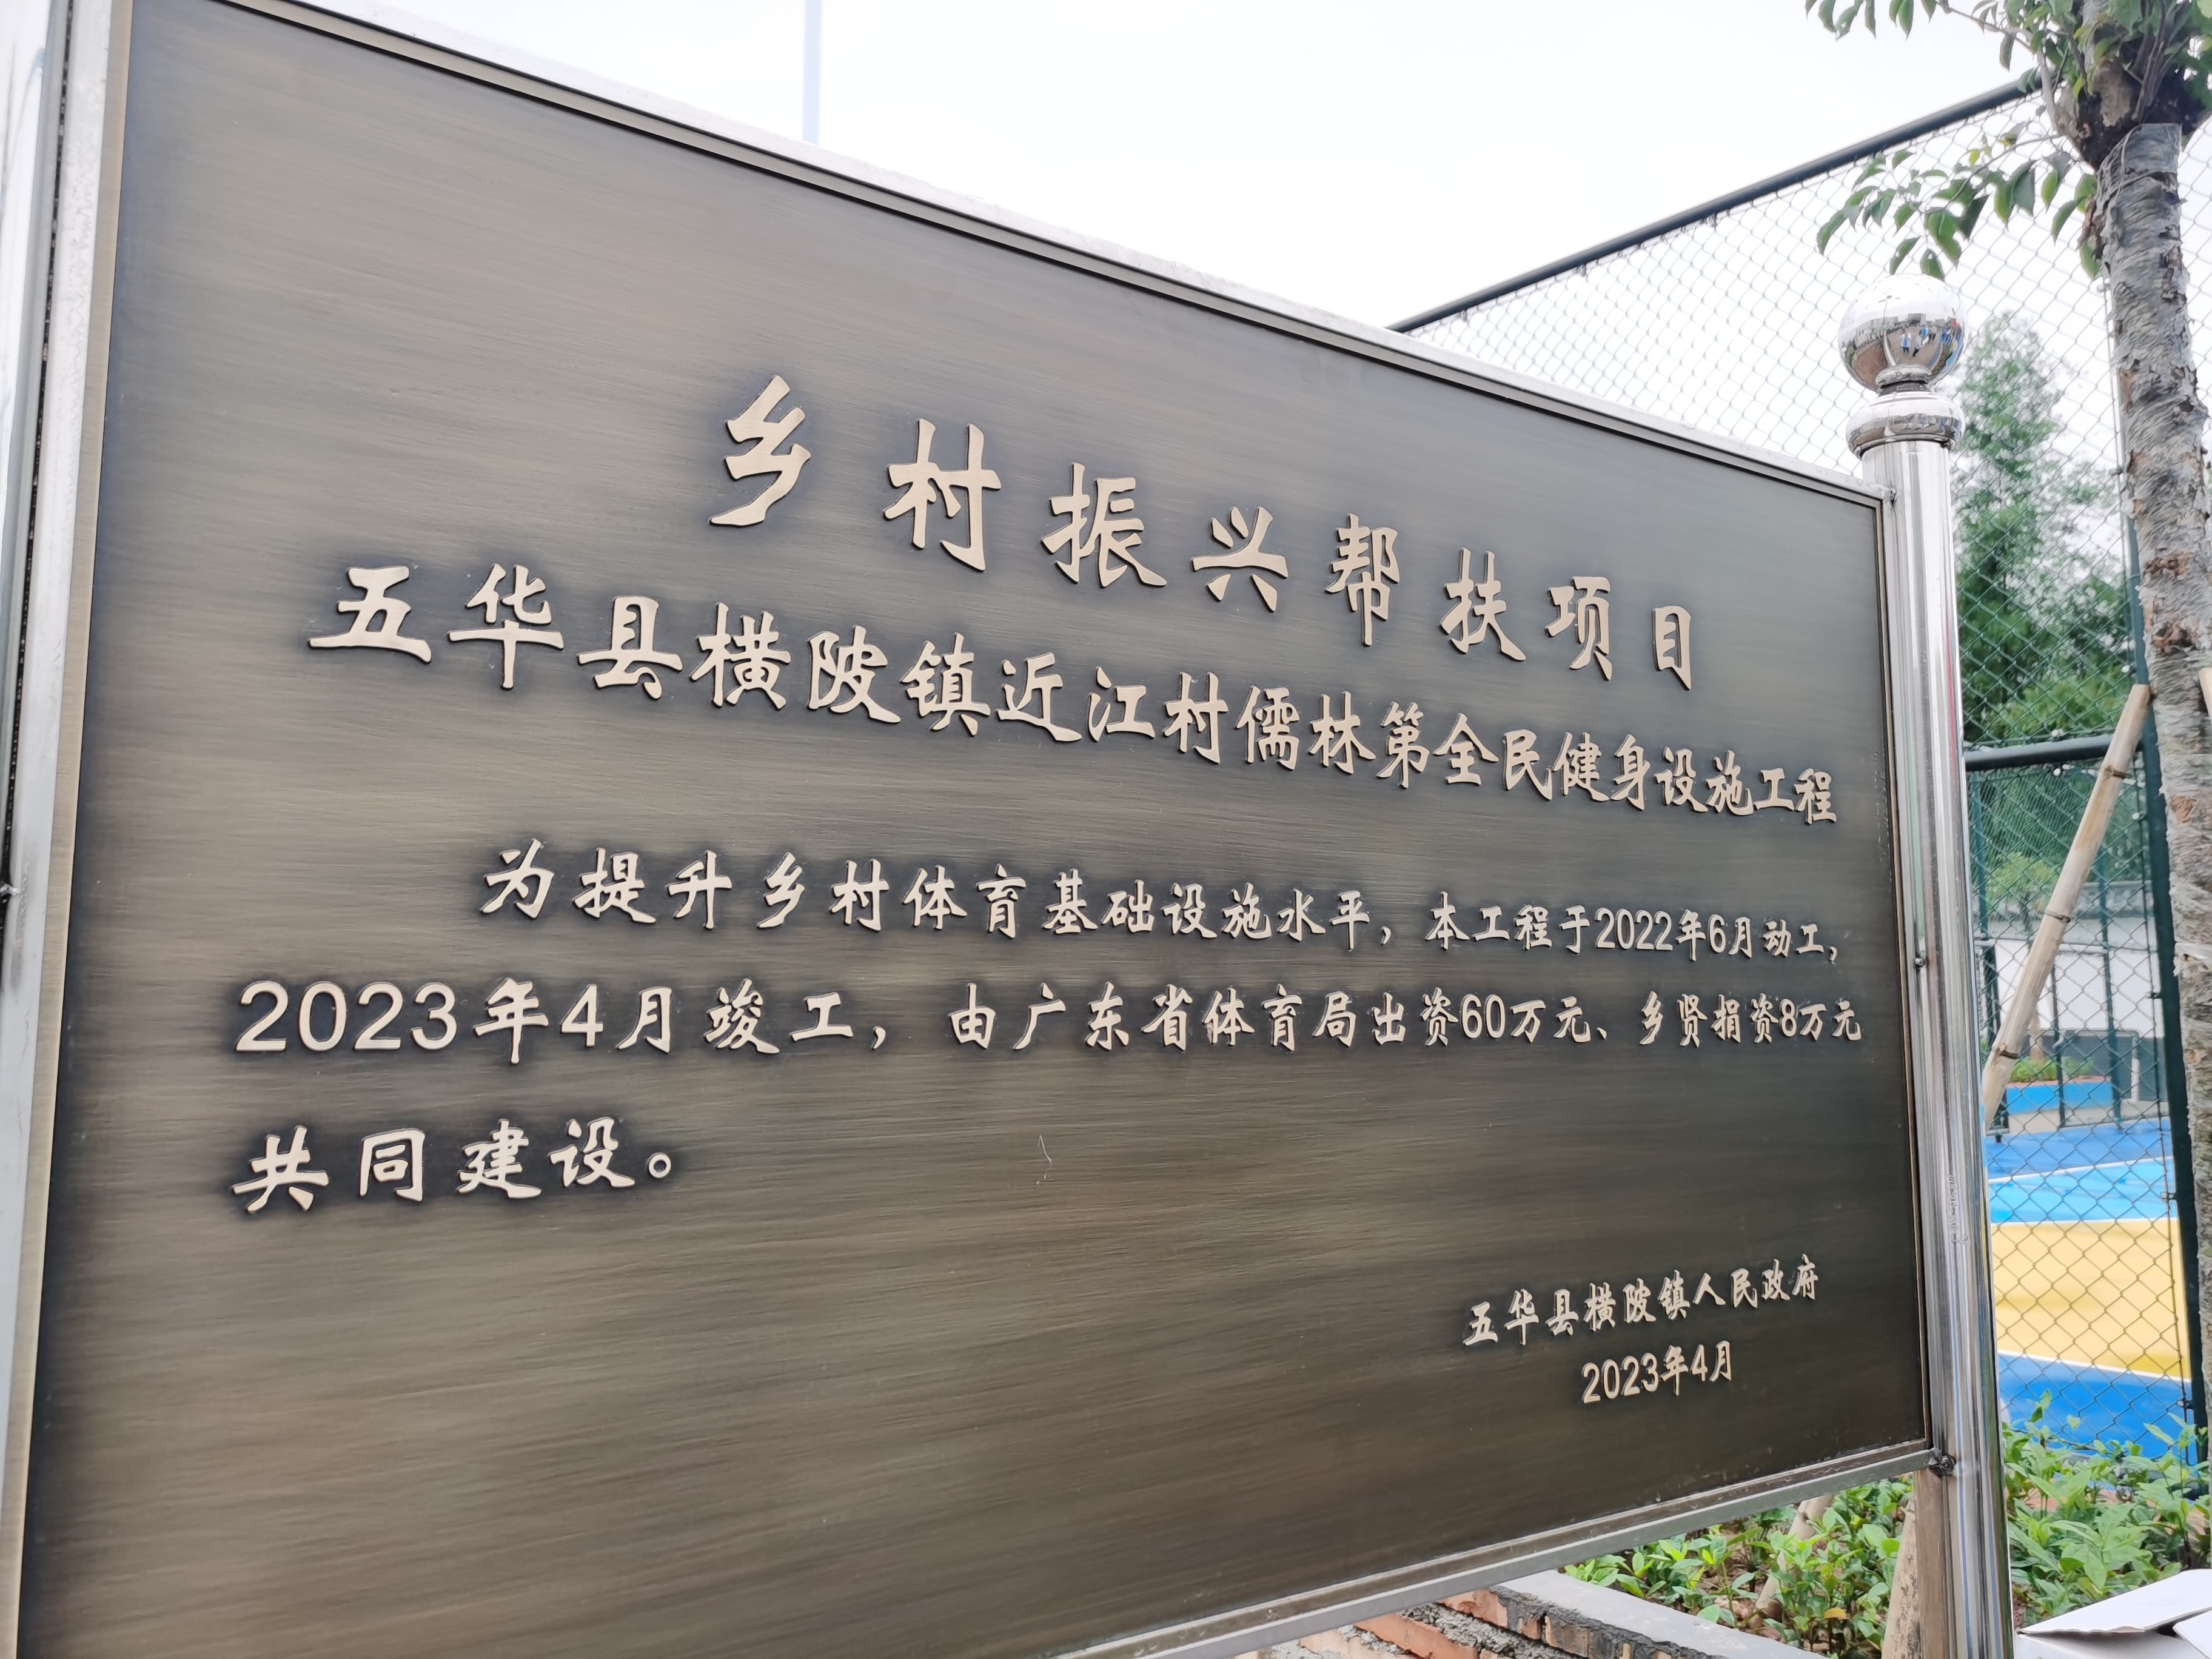 乡村振兴帮扶项目
五华县横陂镇近江村儒林第全民健身设施工程
为提升乡村体育基础设施水平，本工程于2022年6月动工，
2023年4月竣工，由广东省体育局出资60万元、乡贤捐资8万元
共同建设。
五华县横陂镇人民政府
2023年4月